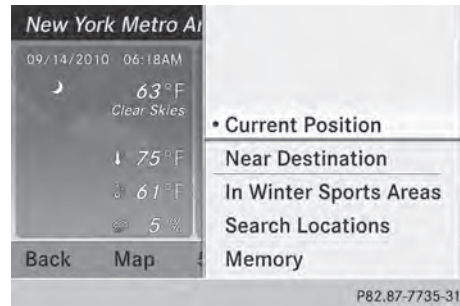 New York Metro Ar
09/14/2010 06:18AM
63°F
Clear Skies
75°F
61°F
5 %
Back Map
• Current Position
Near Destination
In Winter Sports Areas
Search Locations
Memory
P82.87-7735-31